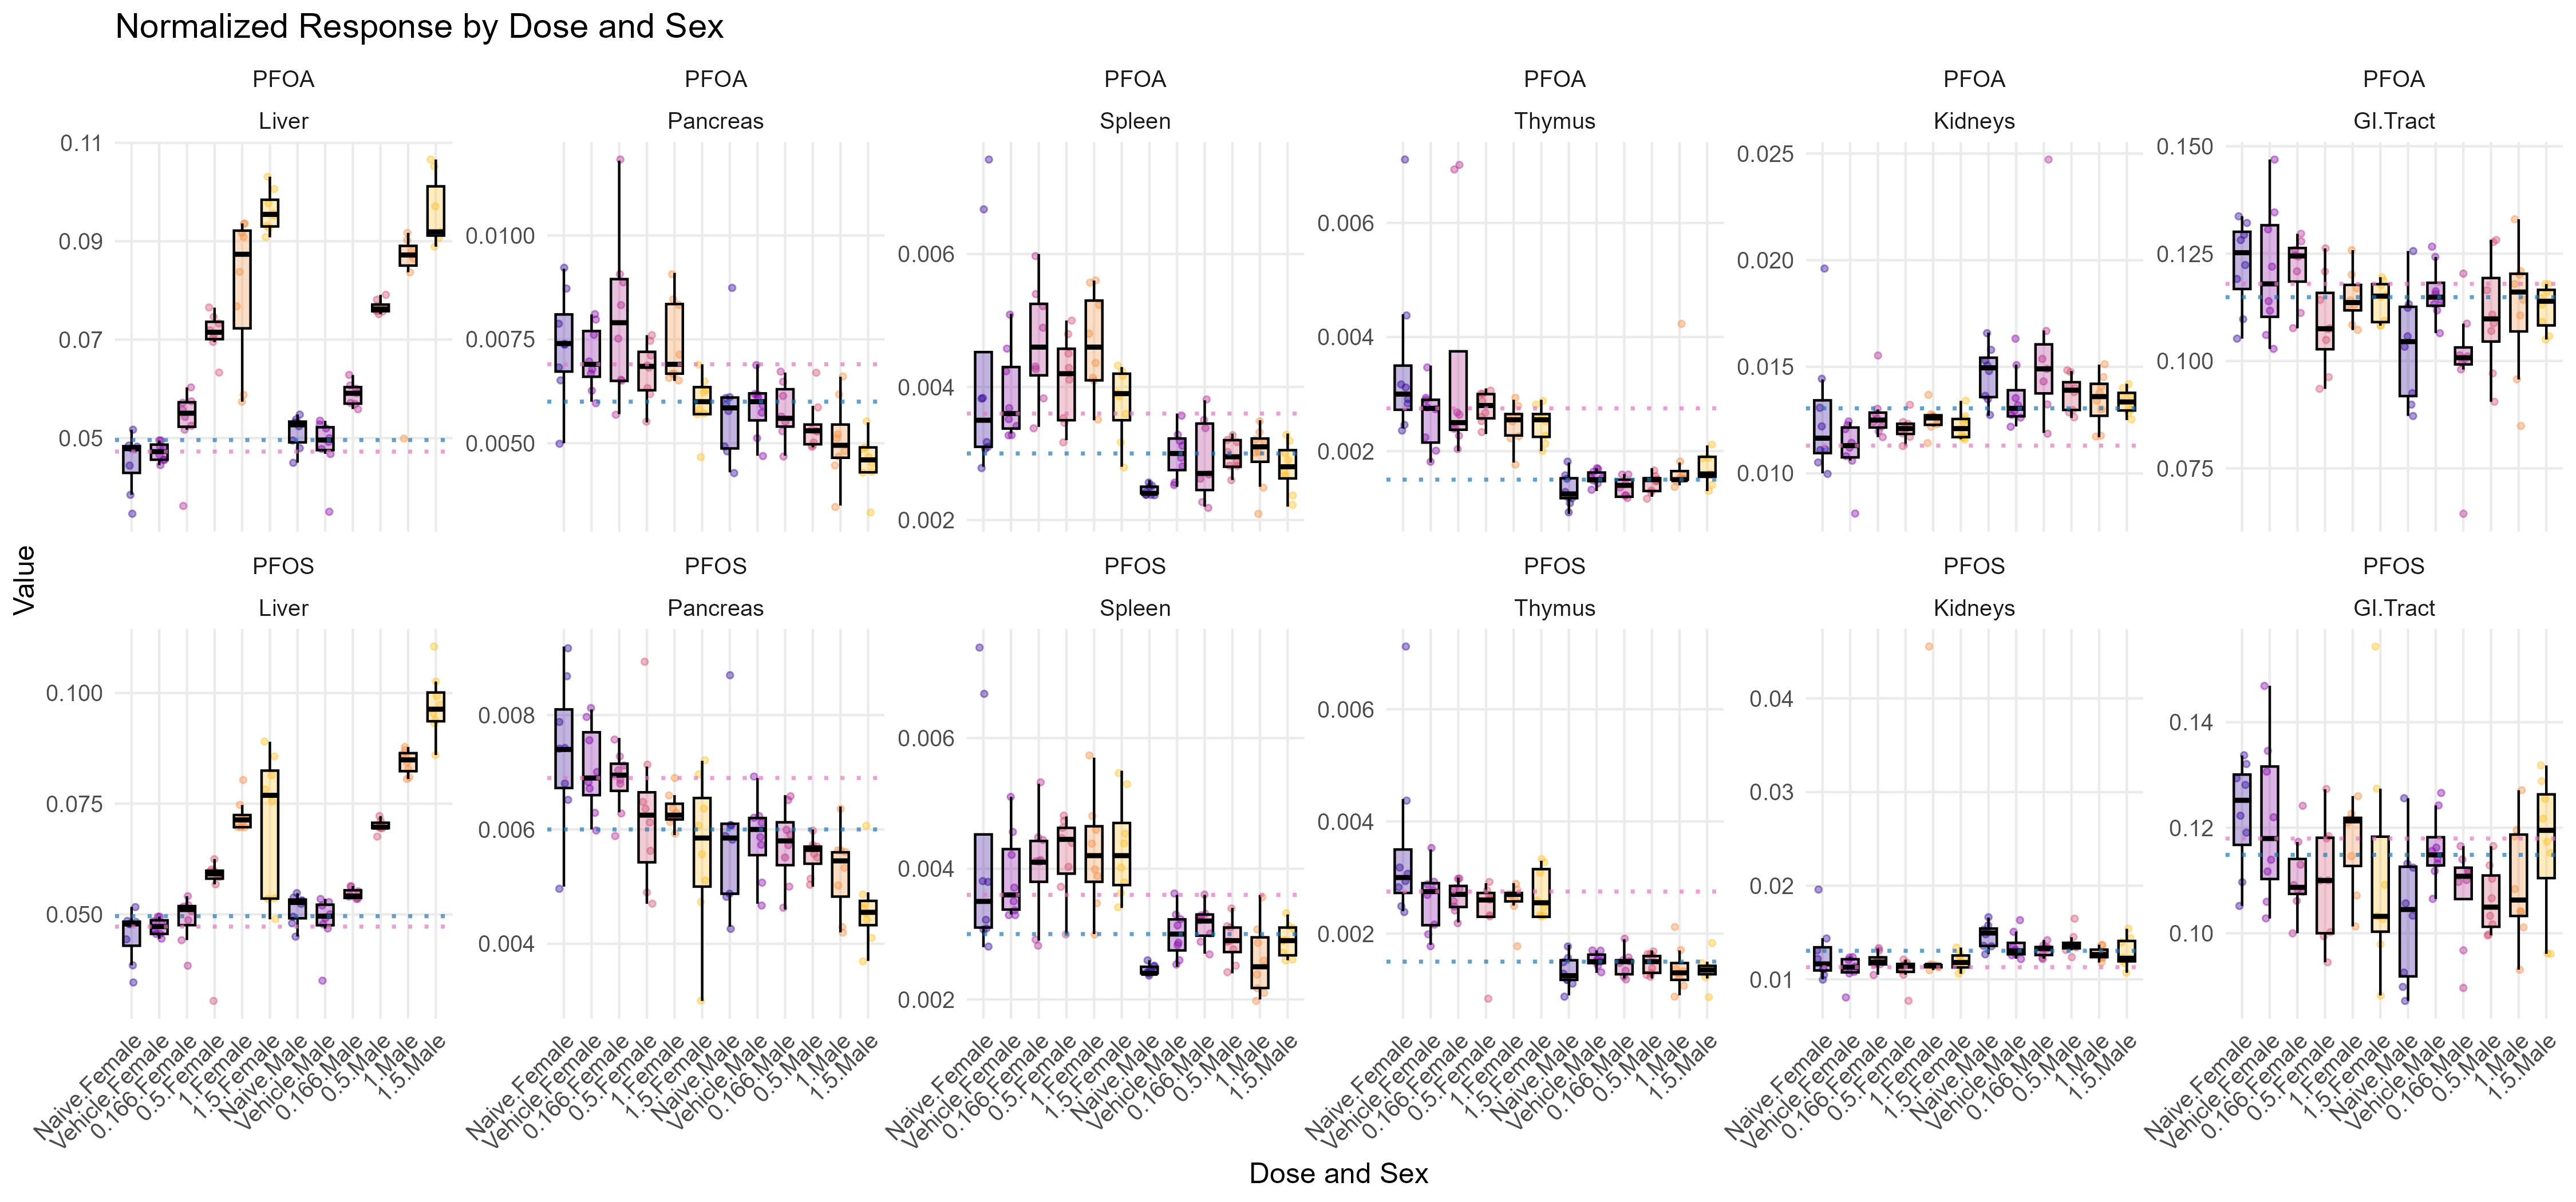 Normalized Response by Dose and Sex
PFOA PFOA PFOA PFOA PFOA PFOA
Liver Pancreas Spleen Thymus Kidneys GI.Tract
0.11
0.09
0.07
0.05
0.0100
0.0075
0.0050
0.006
0.004
0.002
0.006
0.004
0.002
0.025
0.020
0.015
0.010
0.150
0.125
0.100
0.075
Value
PFOS PFOS PFOS PFOS PFOS PFOS
Liver Pancreas Spleen Thymus Kidneys GI.Tract
0.100
0.075
0.050
0.008
0.006
0.004
0.006
0.004
0.002
0.006
0.004
0.002
0.04
0.03
0.02
0.01
0.14
0.12
0.10
Naive.Female
Vehicle.Female
0.166.Female
0.5.Female
1.Female
1.5.Female
Naive.Male
Vehicle.Male
0.166.Male
0.5.Male
1.Male
1.5.Male
Naive.Female
Vehicle.Female
0.166.Female
0.5.Female
1.Female
1.5.Female
Naive.Male
Vehicle.Male
0.166.Male
0.5.Male
1.Male
1.5.Male
Naive.Female
Vehicle.Female
0.166.Female
0.5.Female
1.Female
1.5.Female
Naive.Male
Vehicle.Male
0.166.Male
0.5.Male
1.Male
1.5.Male
Naive.Female
Vehicle.Female
0.166.Female
0.5.Female
1.Female
1.5.Female
Naive.Male
Vehicle.Male
0.166.Male
0.5.Male
1.Male
1.5.Male
Naive.Female
Vehicle.Female
0.166.Female
0.5.Female
1.Female
1.5.Female
Naive.Male
Vehicle.Male
0.166.Male
0.5.Male
1.Male
1.5.Male
Naive.Female
Vehicle.Female
0.166.Female
0.5.Female
1.Female
1.5.Female
Naive.Male
Vehicle.Male
0.166.Male
0.5.Male
1.Male
1.5.Male
Dose and Sex